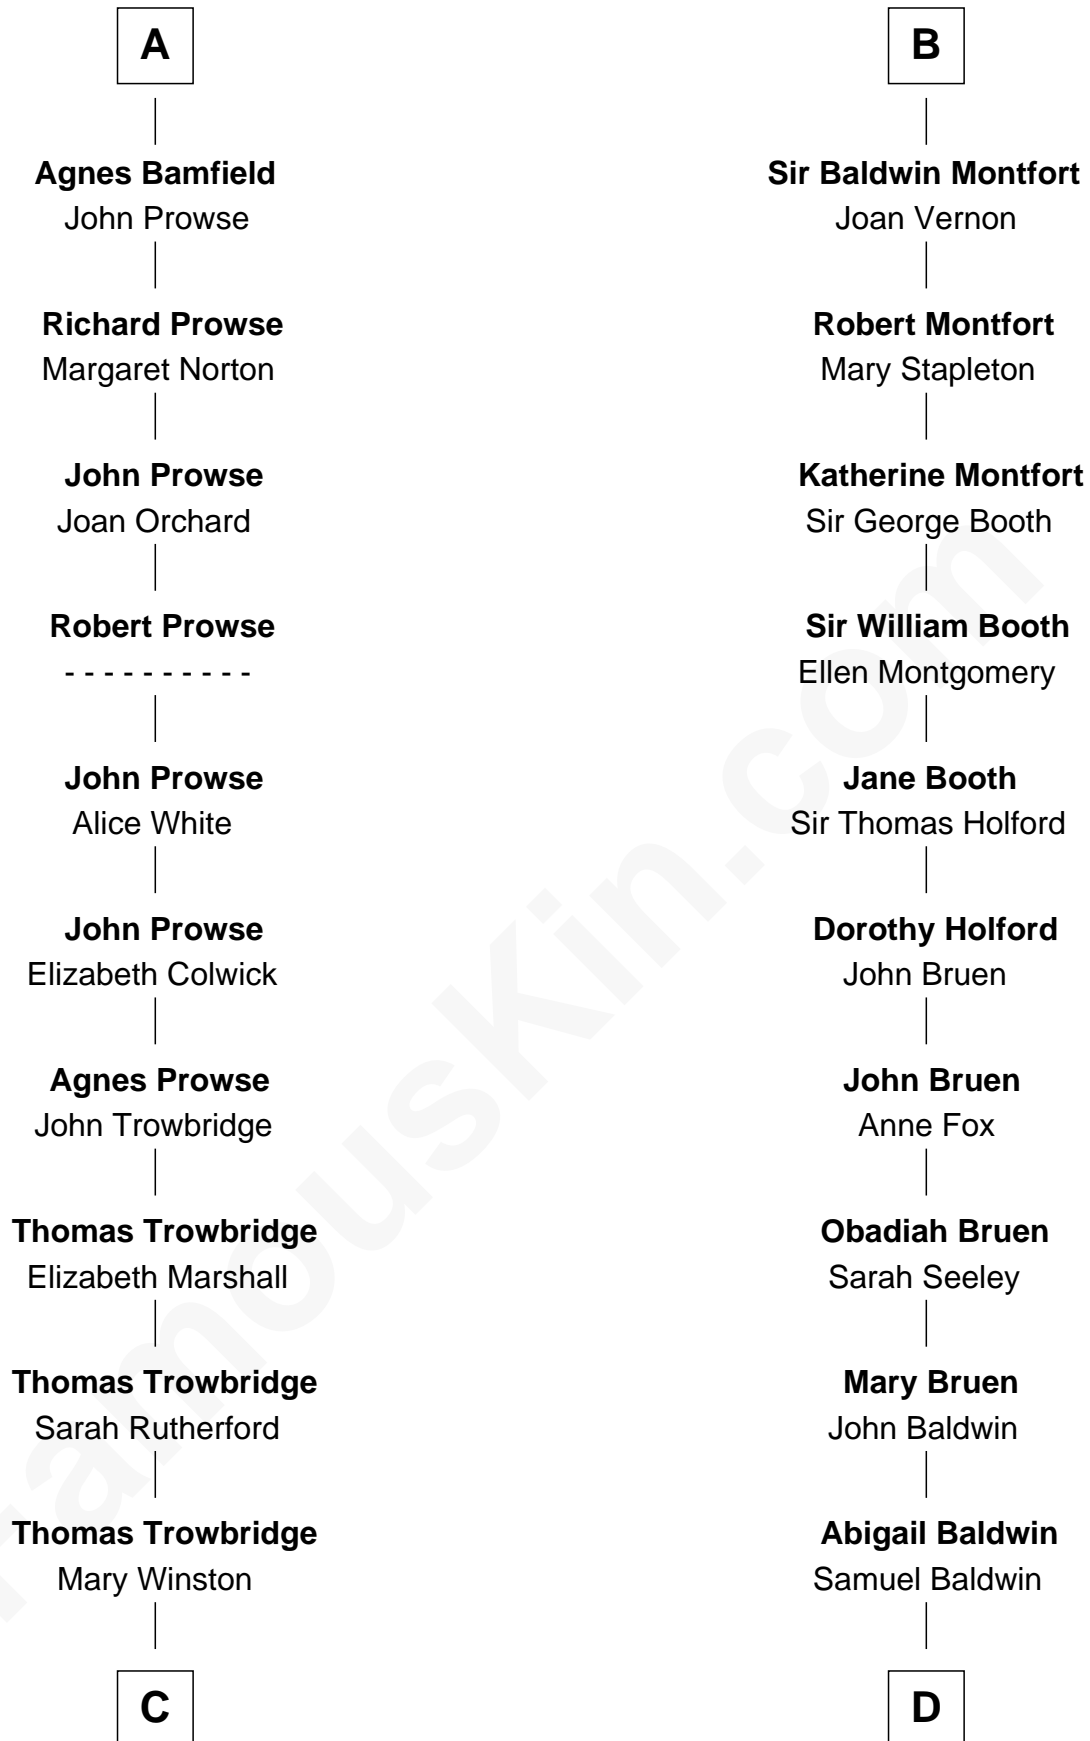 A
Agnes Bamfield
John Prowse
Richard Prowse
Margaret Norton
John Prowse
Joan Orchard
Robert Prowse
- - - - - - - - - -
John Prowse
Alice White
John Prowse
Elizabeth Colwick
Agnes Prowse
John Trowbridge
Thomas Trowbridge
Elizabeth Marshall
Thomas Trowbridge
Sarah Rutherford
Thomas Trowbridge
Mary Winston
C
B
Sir Baldwin Montfort
Joan Vernon
Robert Montfort
Mary Stapleton
Katherine Montfort
Sir George Booth
Sir William Booth
Ellen Montgomery
Jane Booth
Sir Thomas Holford
Dorothy Holford
John Bruen
John Bruen
Anne Fox
Obadiah Bruen
Sarah Seeley
Mary Bruen
John Baldwin
Abigail Baldwin
Samuel Baldwin
D
FamousKin.com